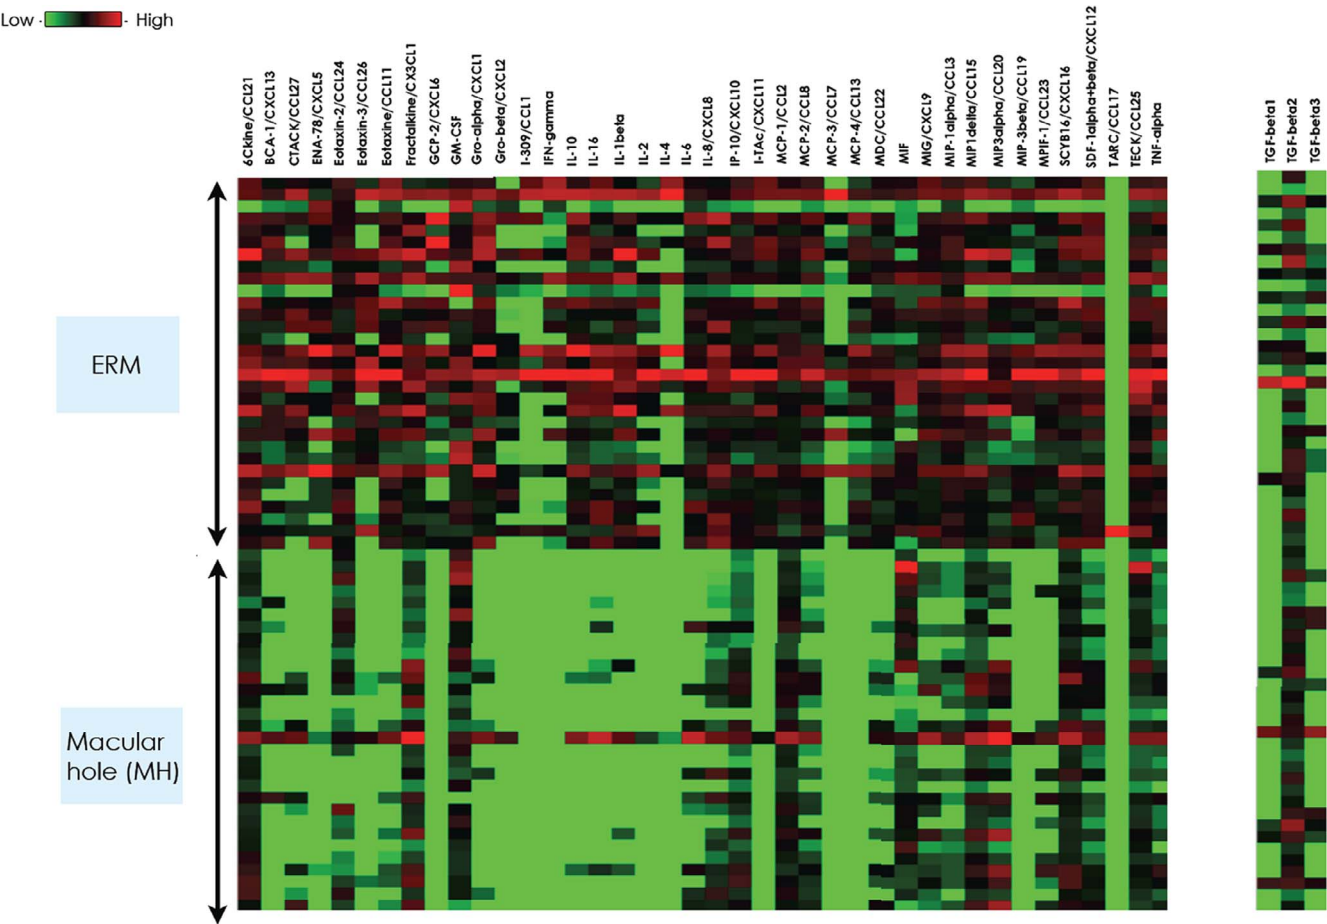 Low - - High
6Ckine/CCL21
BCA-1/CXCL13
CTACK/CCL27
ENA-78/CXCL5
Eotaxin-2/CCL24
Eotaxin-3/CCL26
Eotaxine/CCL11
Fractalkine/CX3CL1
GCP-2/CXCL6
GM-CSF
Gro-alpha/CXCL1
Gro-beta/CXCL2
I-309/CCL1
IFN-gamma
IL-10
IL-16
IL-1beta
IL-2
IL-4
IL-6
IL-8/CXCL8
IP-10/CXCL10
I-TAc/CXCL11
MCP-1/CCL2
MCP-2/CCL8
MCP-3/CCL7
MCP-4/CCL13
MDC/CCL22
MIF
MIG/CXCL9
MIP-1alpha/CCL3
MIP1delta/CCL15
MIP3alpha/CCL20
MIP-3beta/CCL19
MPIF-1/CCL23
SCYB16/CXCL16
SDF-1alpha+beta/CXCL12
TARC/CCL17
TECK/CCL25
TNF-alpha
TGF-beta1
TGF-beta2
TGF-beta3
ERM
Macular
hole (MH)